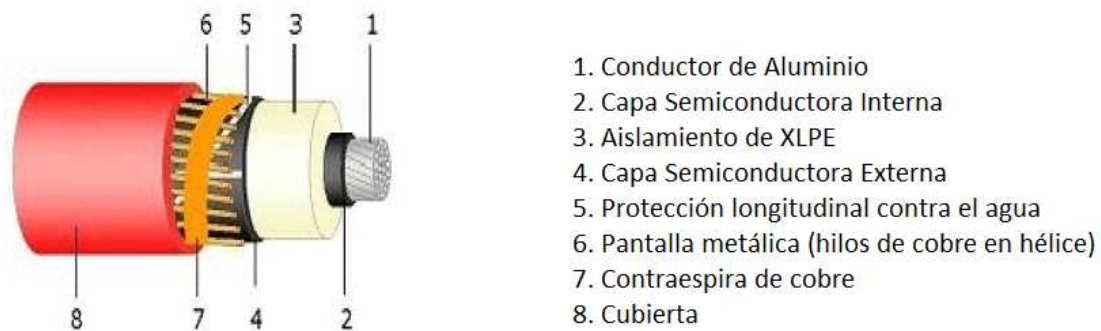 6 5 3 1
8 7 4 2
1. Conductor de Aluminio
2. Capa Semiconductora Interna
3. Aislamiento de XLPE
4. Capa Semiconductora Externa
5. Protección longitudinal contra el agua
6. Pantalla metálica (hilos de cobre en hélice)
7. Contraespira de cobre
8. Cubierta